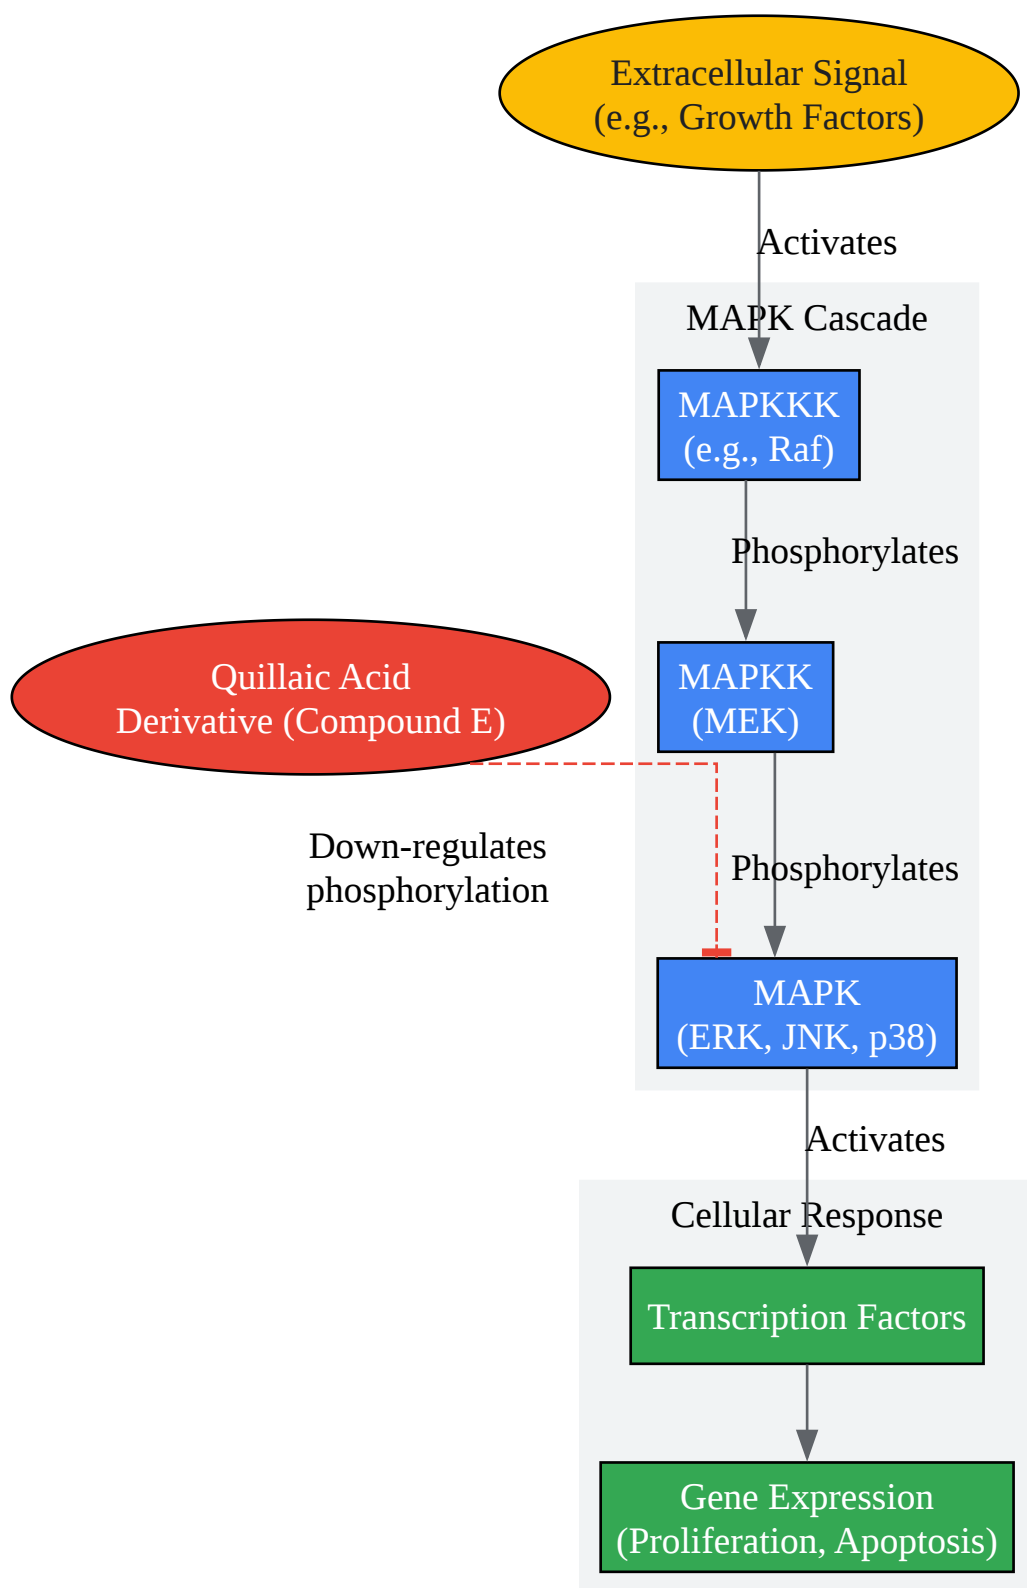 Extracellular Signal
(e.g., Growth Factors)
Activates
MAPK Cascade
MAPKKK
(e.g., Raf)
Phosphorylates
Quillaic Acid
Derivative (Compound E)
MAPKK
(MEK)
Down-regulates
phosphorylation
Phosphorylates
MAPK
(ERK, JNK, p38)
Activates
Cellular Response
Transcription Factors
Gene Expression
(Proliferation, Apoptosis)